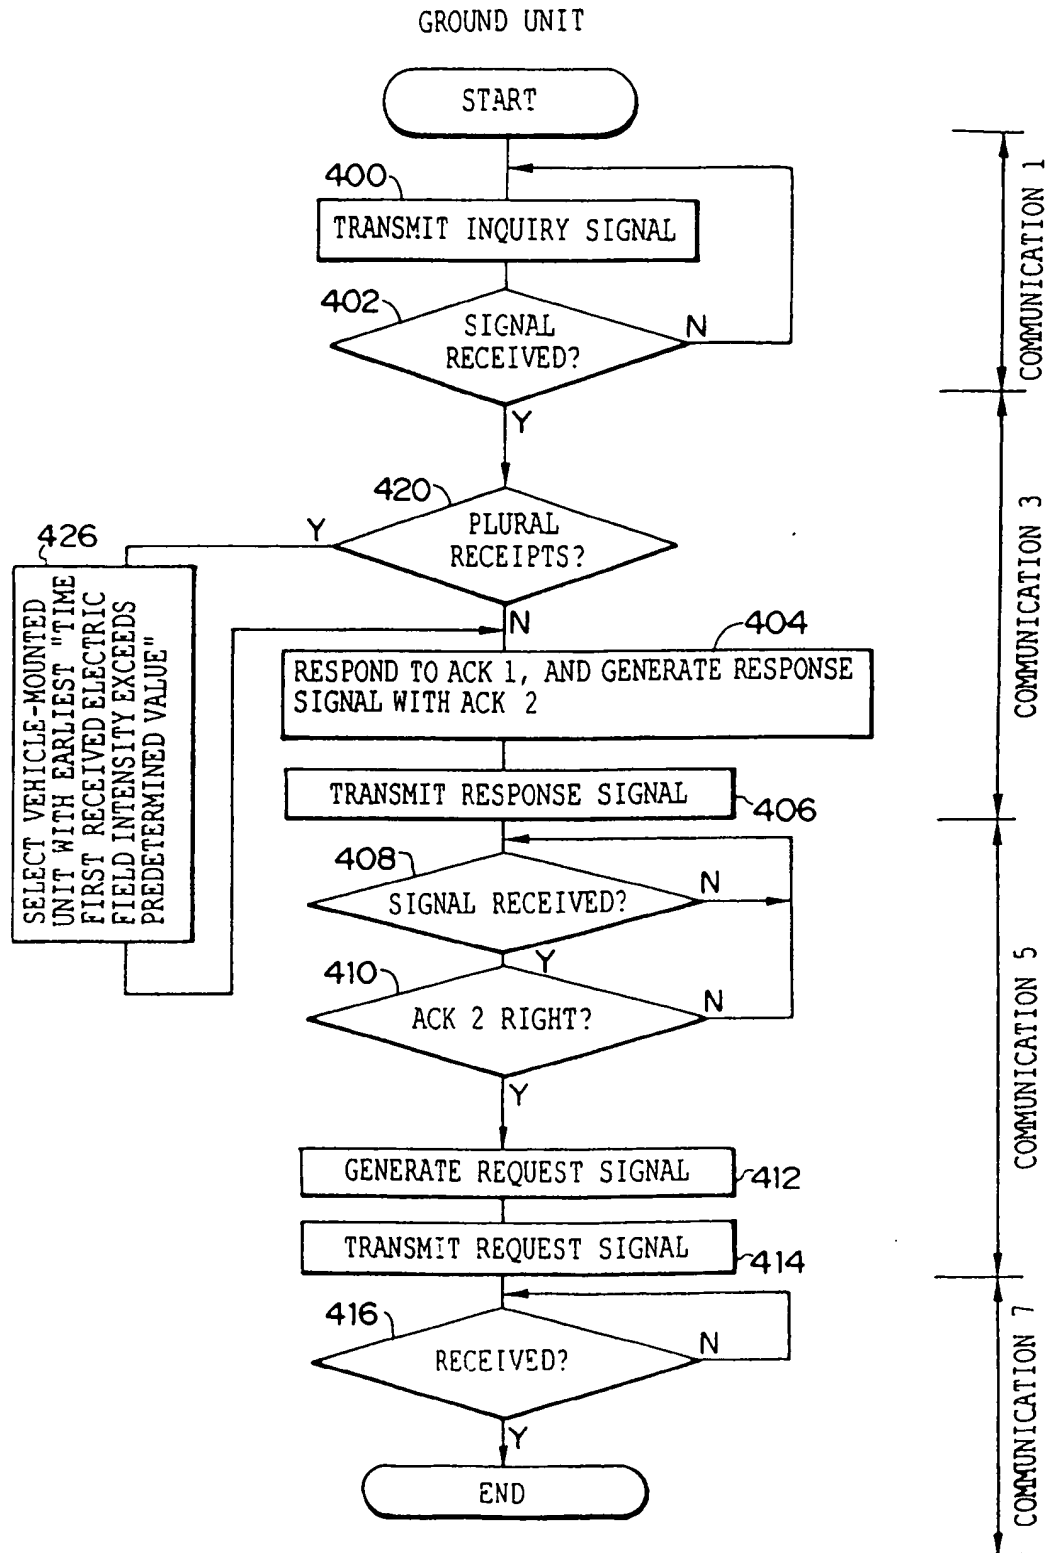 GROUND UNIT
START
400
TRANSMIT INQUIRY SIGNAL
402
SIGNAL
RECEIVED?
N
Y
COMMUNICATION 1
420
PLURAL
RECEIPTS?
Y
N
426
SELECT VEHICLE-MOUNTED
UNIT WITH EARLIEST "TIME
FIRST RECEIVED ELECTRIC
FIELD INTENSITY EXCEEDS
PREDETERMINED VALUE"
404
RESPOND TO ACK 1, AND GENERATE RESPONSE
SIGNAL WITH ACK 2
TRANSMIT RESPONSE SIGNAL
406
COMMUNICATION 3
408
SIGNAL RECEIVED?
N
Y
410
ACK 2 RIGHT?
N
Y
GENERATE REQUEST SIGNAL
412
TRANSMIT REQUEST SIGNAL
414
COMMUNICATION 5
416
RECEIVED?
N
Y
END
COMMUNICATION 7